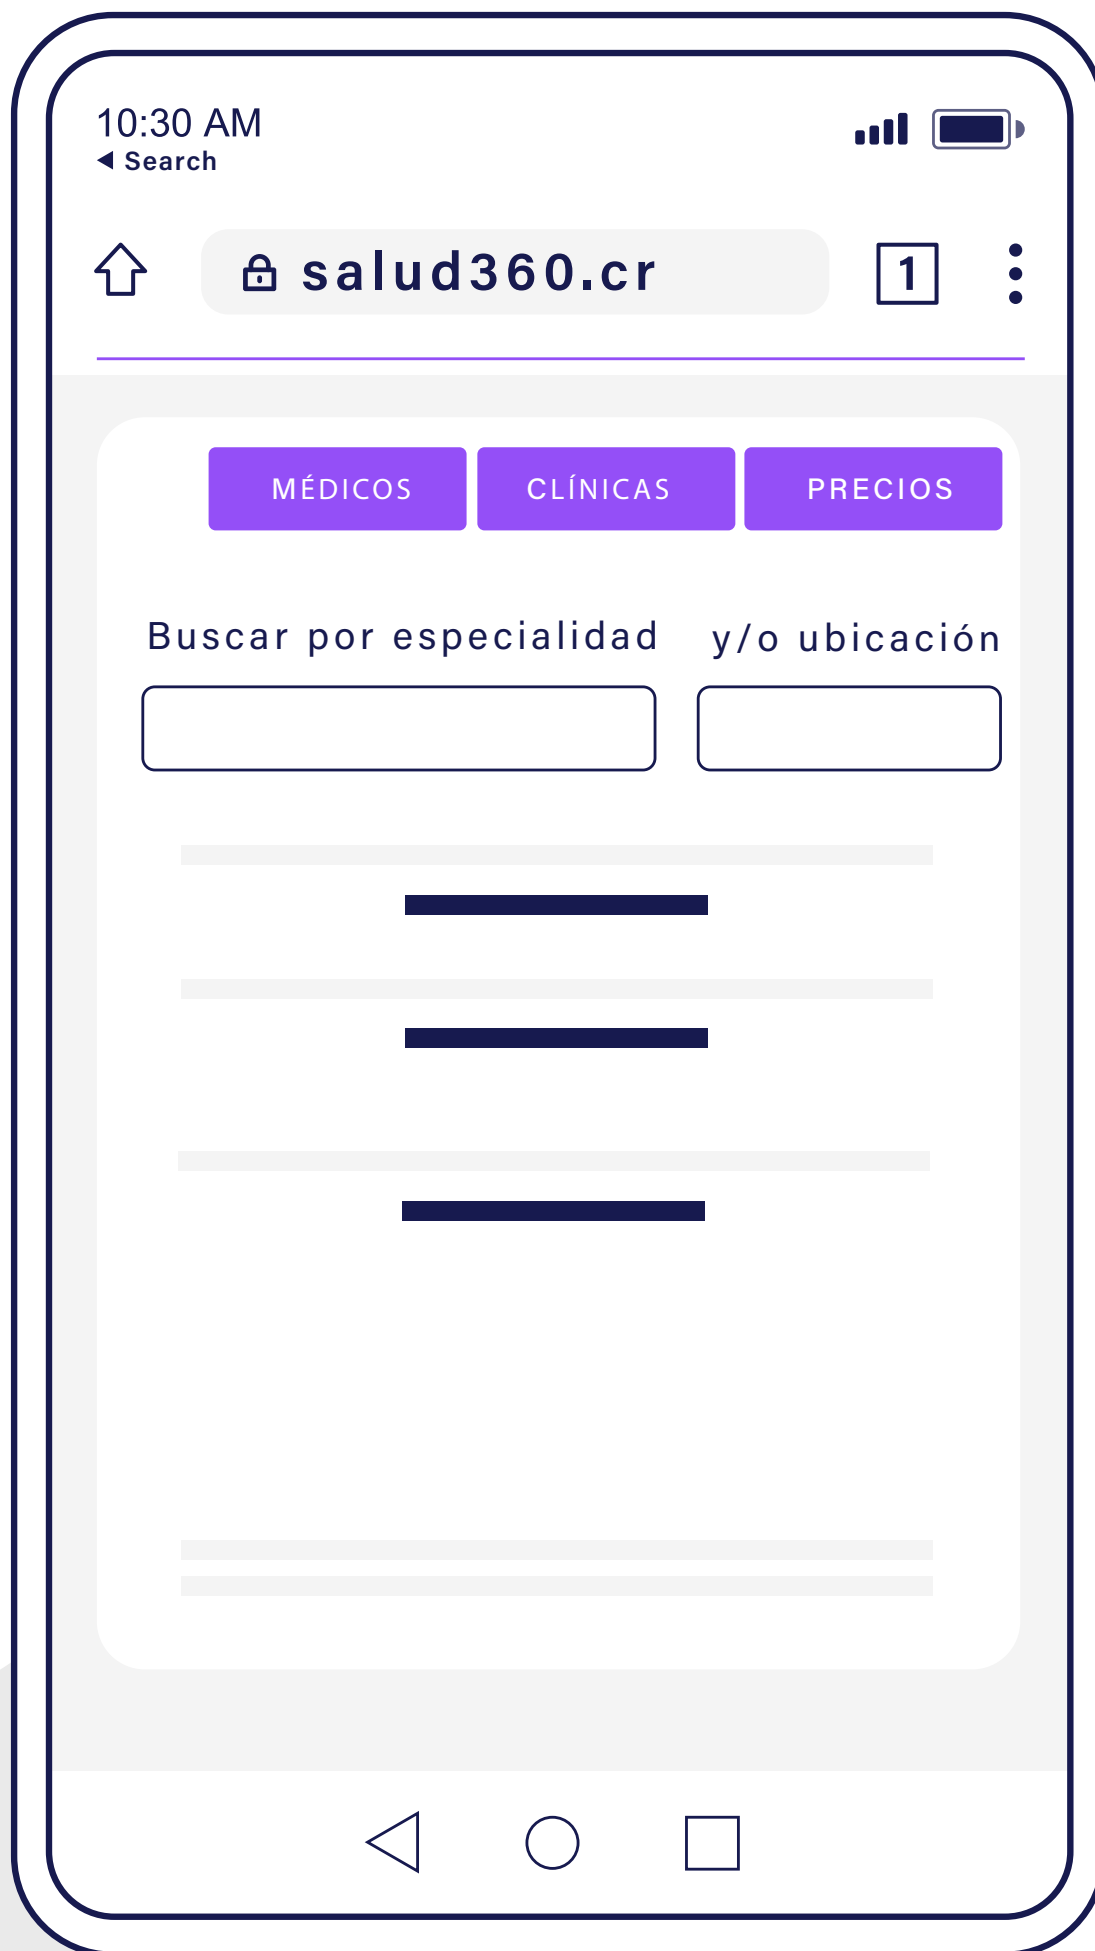 10:30 AM
◀ Search
salud360.cr
1
MÉDICOS
CLÍNICAS
PRECIOS
Buscar por especialidad
y/o ubicación